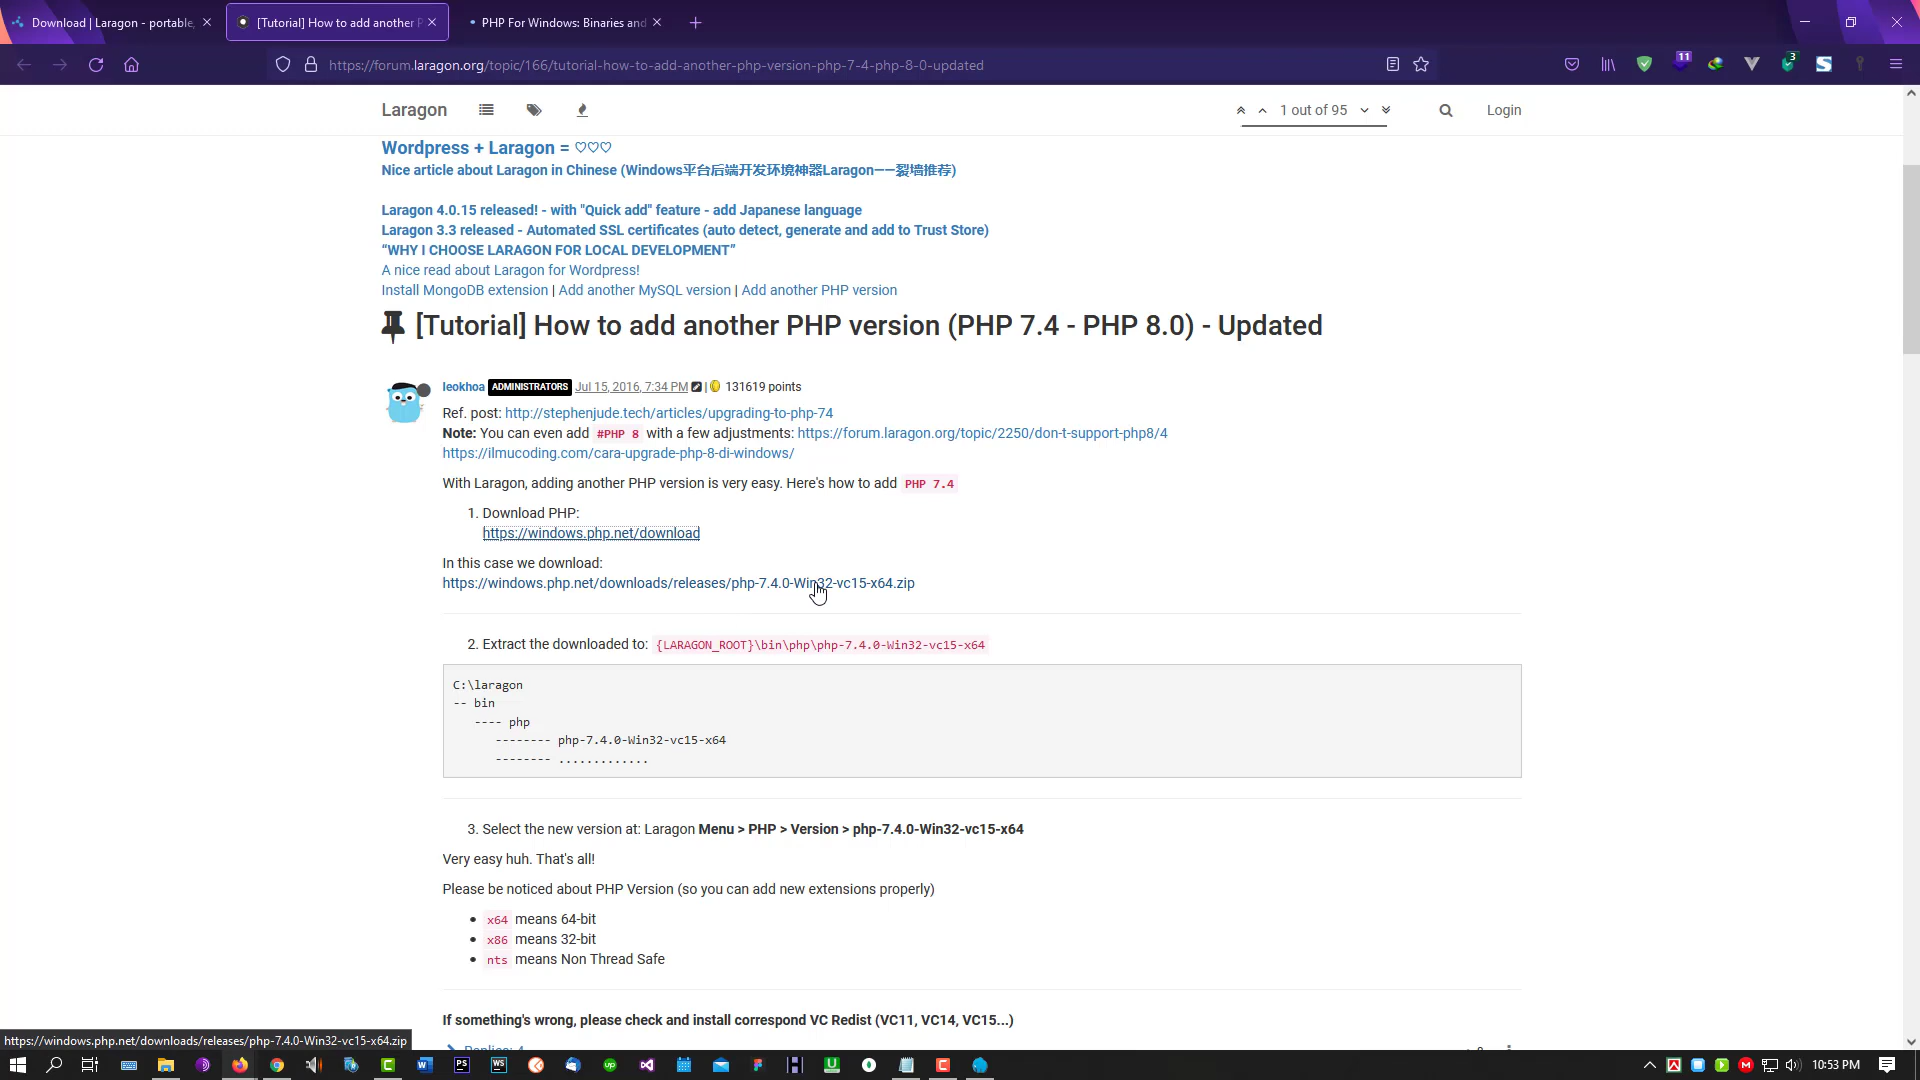 Download | Laragon - portable,
[Tutorial] How to add another P
PHP For Windows: Binaries and
https://forum.laragon.org/topic/166/tutorial-how-to-add-another-php-version-php-7-4-php-8-0-updated
11
3
Laragon
1 out of 95
Login
Wordpress + Laragon = ♡♡♡
Nice article about Laragon in Chinese (Windows平台后端开发环境神器Laragon——裂墙推荐)
Laragon 4.0.15 released! - with "Quick add" feature - add Japanese language
Laragon 3.3 released - Automated SSL certificates (auto detect, generate and add to Trust Store)
“WHY I CHOOSE LARAGON FOR LOCAL DEVELOPMENT”
A nice read about Laragon for Wordpress!
Install MongoDB extension | Add another MySQL version | Add another PHP version
[Tutorial] How to add another PHP version (PHP 7.4 - PHP 8.0) - Updated
leokhoa ADMINISTRATORS Jul 15, 2016, 7:34 PM | 131619 points
Ref. post: http://stephenjude.tech/articles/upgrading-to-php-74
Note: You can even add #PHP 8 with a few adjustments: https://forum.laragon.org/topic/2250/don-t-support-php8/4
https://ilmucoding.com/cara-upgrade-php-8-di-windows/
With Laragon, adding another PHP version is very easy. Here's how to add PHP 7.4
1. Download PHP:
https://windows.php.net/download
In this case we download:
https://windows.php.net/downloads/releases/php-7.4.0-Win32-vc15-x64.zip
2. Extract the downloaded to: {LARAGON_ROOT}\bin\php\php-7.4.0-Win32-vc15-x64
C:\laragon
-- bin
---- php
-------- php-7.4.0-Win32-vc15-x64
-------- .............
3. Select the new version at: Laragon Menu > PHP > Version > php-7.4.0-Win32-vc15-x64
Very easy huh. That's all!
Please be noticed about PHP Version (so you can add new extensions properly)
• x64 means 64-bit
• x86 means 32-bit
• nts means Non Thread Safe
If something's wrong, please check and install correspond VC Redist (VC11, VC14, VC15...)
https://windows.php.net/downloads/releases/php-7.4.0-Win32-vc15-x64.zip
10:53 PM